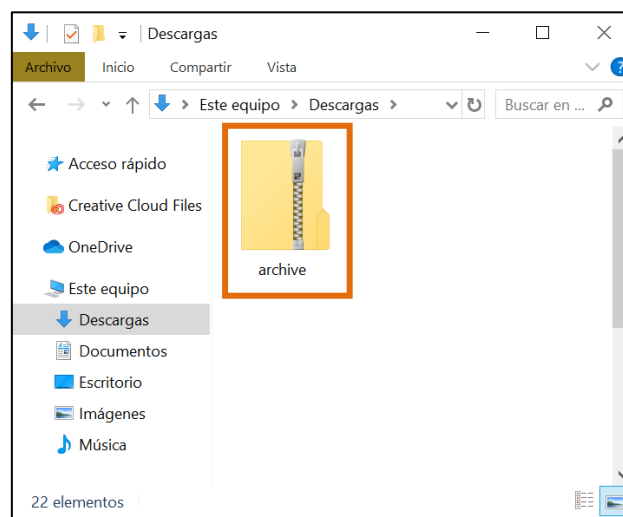 Descargas
Archivo Inicio Compartir Vista ?
Este equipo > Descargas > Buscar en ...
Acceso rápido
Creative Cloud Files
OneDrive
Este equipo
Descargas
Documentos
Escritorio
Imágenes
Música
archive
22 elementos